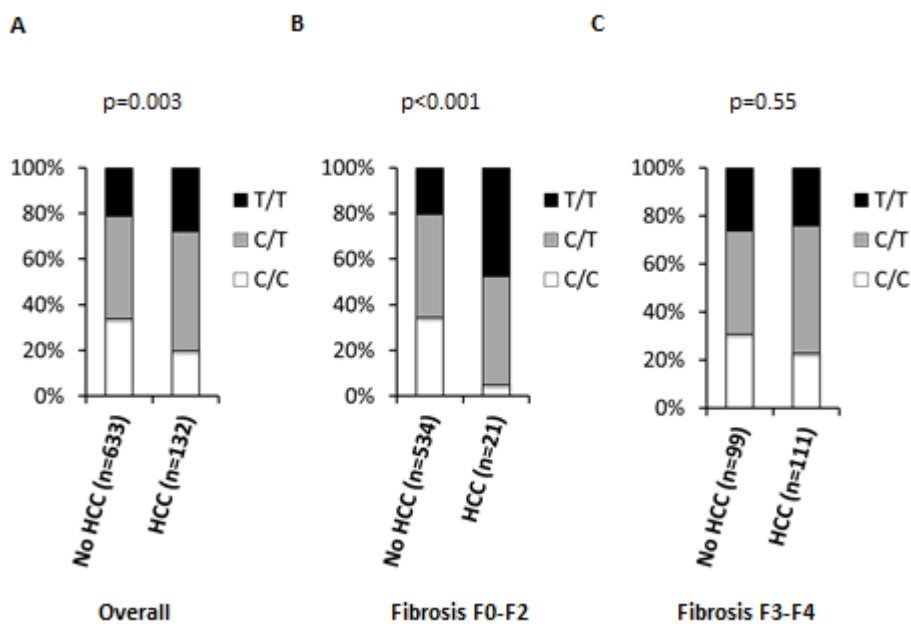 A
B
C
p=0.003
p<0.001
p=0.55
100%
80%
60%
40%
20%
0%
T/T
C/T
C/C
No HCC (n=633)
HCC (n=132)
Overall
100%
80%
60%
40%
20%
0%
T/T
C/T
C/C
No HCC (n=534)
HCC (n=21)
Fibrosis F0-F2
100%
80%
60%
40%
20%
0%
T/T
C/T
C/C
No HCC (n=99)
HCC (n=111)
Fibrosis F3-F4